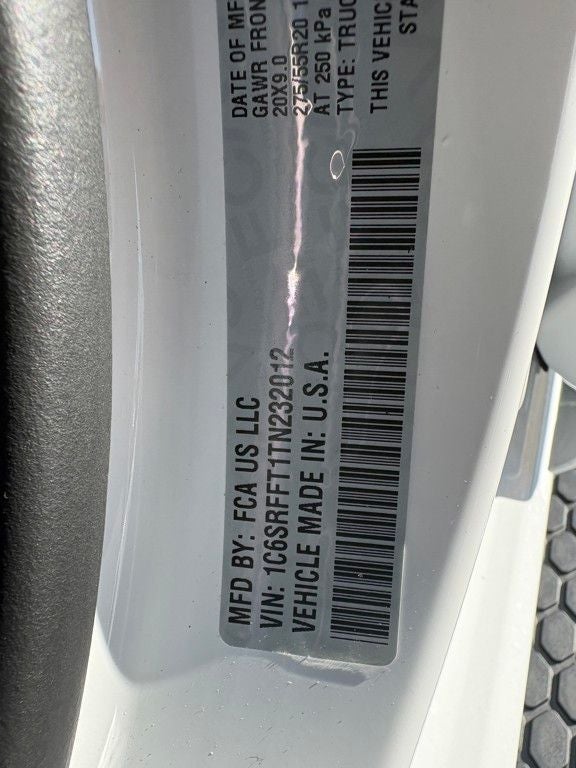 MFD BY: FCA US LLC
VIN: 1C6SRFFT1TN232012
VEHICLE MADE IN: U.S.A.
DATE OF MF
GAWR FRON
20X9.0
275/55R20 1
AT 250 kPa
TYPE: TRUC
THIS VEHIC
STA